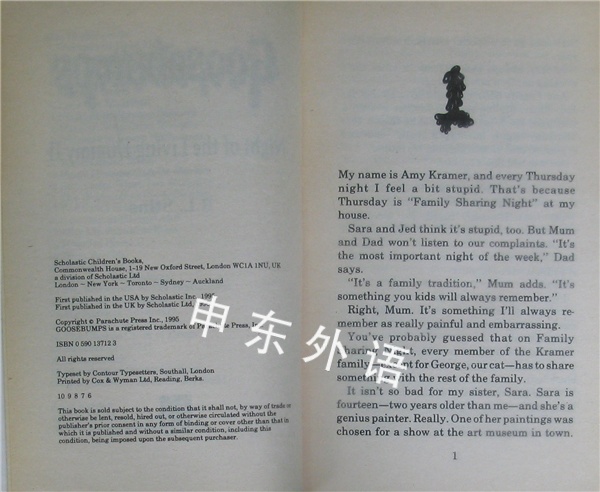 Scholastic Children's Books,
Commonwealth House, 1–19 New Oxford Street, London WC1A 1NU, UK
a division of Scholastic Ltd
London – New York – Toronto – Sydney – Auckland
First published in the USA by Scholastic Inc., 1995
First published in the UK by Scholastic Ltd,
Copyright © Parachute Press Inc., 1995
GOOSEBUMPS is a registered trademark of Parachute Press, Inc.
ISBN 0 590 13712 3
All rights reserved
Typeset by Contour Typesetters, Southall, London
Printed by Cox & Wyman Ltd, Reading, Berks.
10 9 8 7 6
This book is sold subject to the condition that it shall not, by way of trade or
otherwise be lent, resold, hired out, or otherwise circulated without the
publisher's prior consent in any form of binding or cover other than that in
which it is published and without a similar condition, including this
condition, being imposed upon the subsequent purchaser.
1
My name is Amy Kramer, and every Thursday
night I feel a bit stupid. That's because
Thursday is "Family Sharing Night" at my
house.
Sara and Jed think it's stupid, too. But Mum
and Dad won't listen to our complaints. "It's
the most important night of the week," Dad
says.
"It's a family tradition," Mum adds. "It's
something you kids will always remember."
Right, Mum. It's something I'll always re-
member as really painful and embarrassing.
You've probably guessed that on Family
Sharing Night, every member of the Kramer
family—except for George, our cat—has to share
something with the rest of the family.
It isn't so bad for my sister, Sara. Sara is
fourteen—two years older than me—and she's a
genius painter. Really. One of her paintings was
chosen for a show at the art museum in town.
1
申东外语